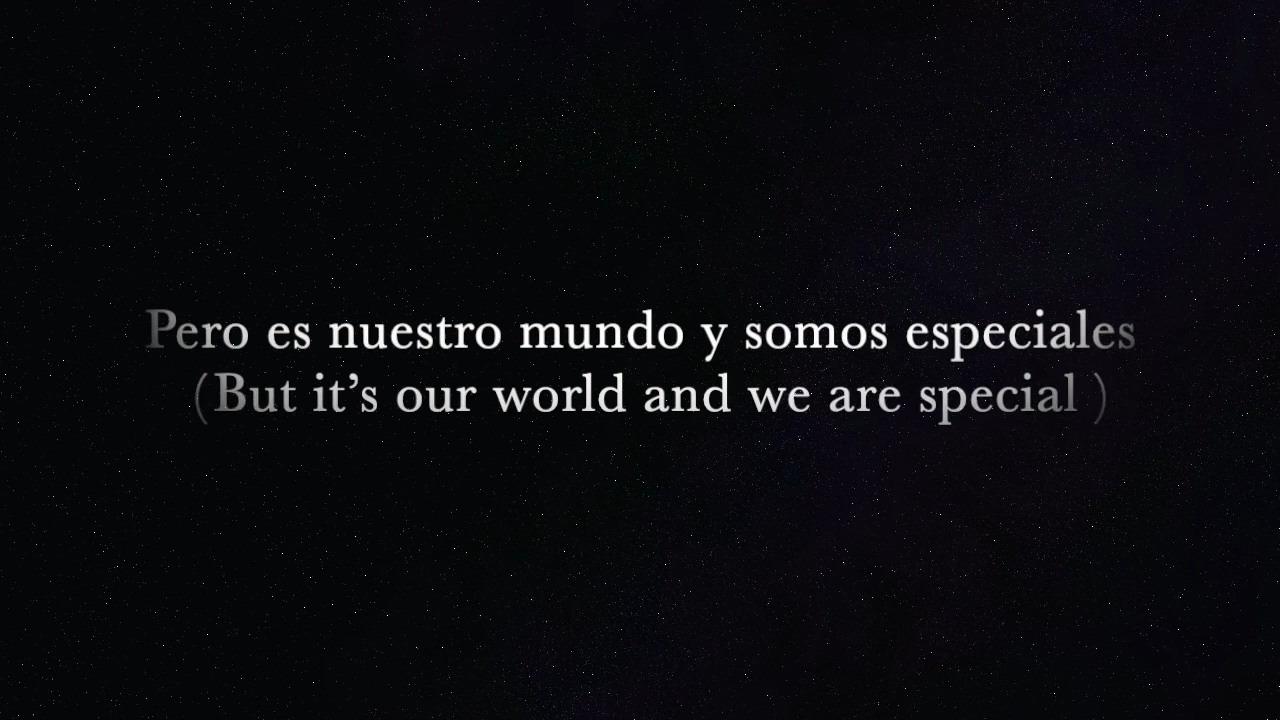 Pero es nuestro mundo y somos especiales
(But it’s our world and we are special )